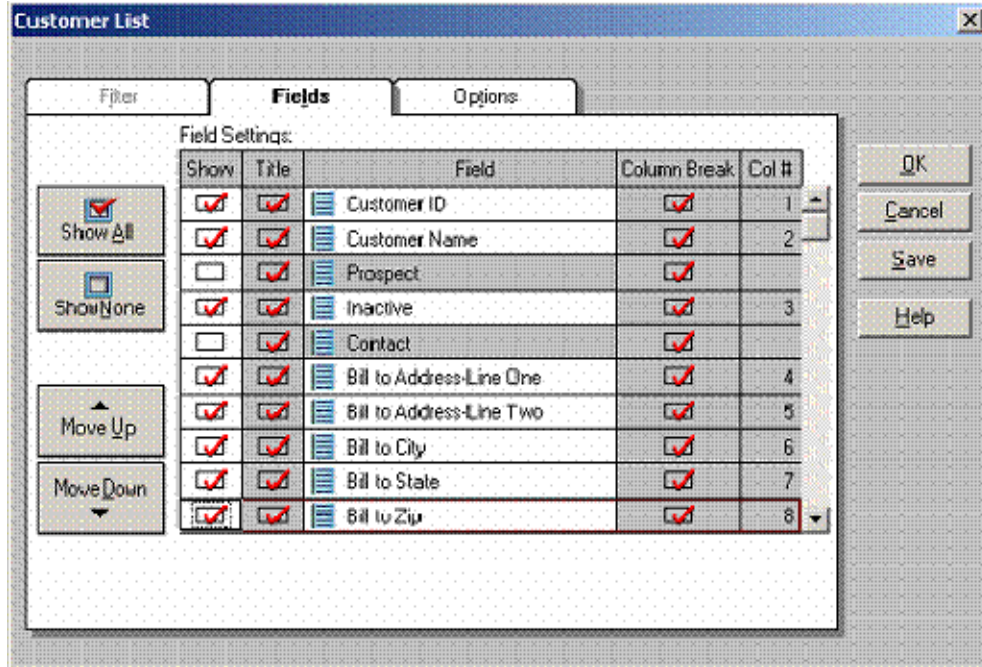 Customer List
Filter Fields Options
Field Settings:
Show Title Field Column Break Col #
Customer ID 1
Customer Name 2
Prospect
Inactive 3
Contact
Bill to Address-Line One 4
Bill to Address-Line Two 5
Bill to City 6
Bill to State 7
Bill to Zip 8
Show All
Show None
Move Up
Move Down
OK
Cancel
Save
Help